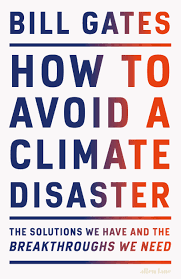 BILL GATES
HOW TO
AVOID A
CLIMATE
DISASTER
THE SOLUTIONS WE HAVE AND THE
BREAKTHROUGHS WE NEED